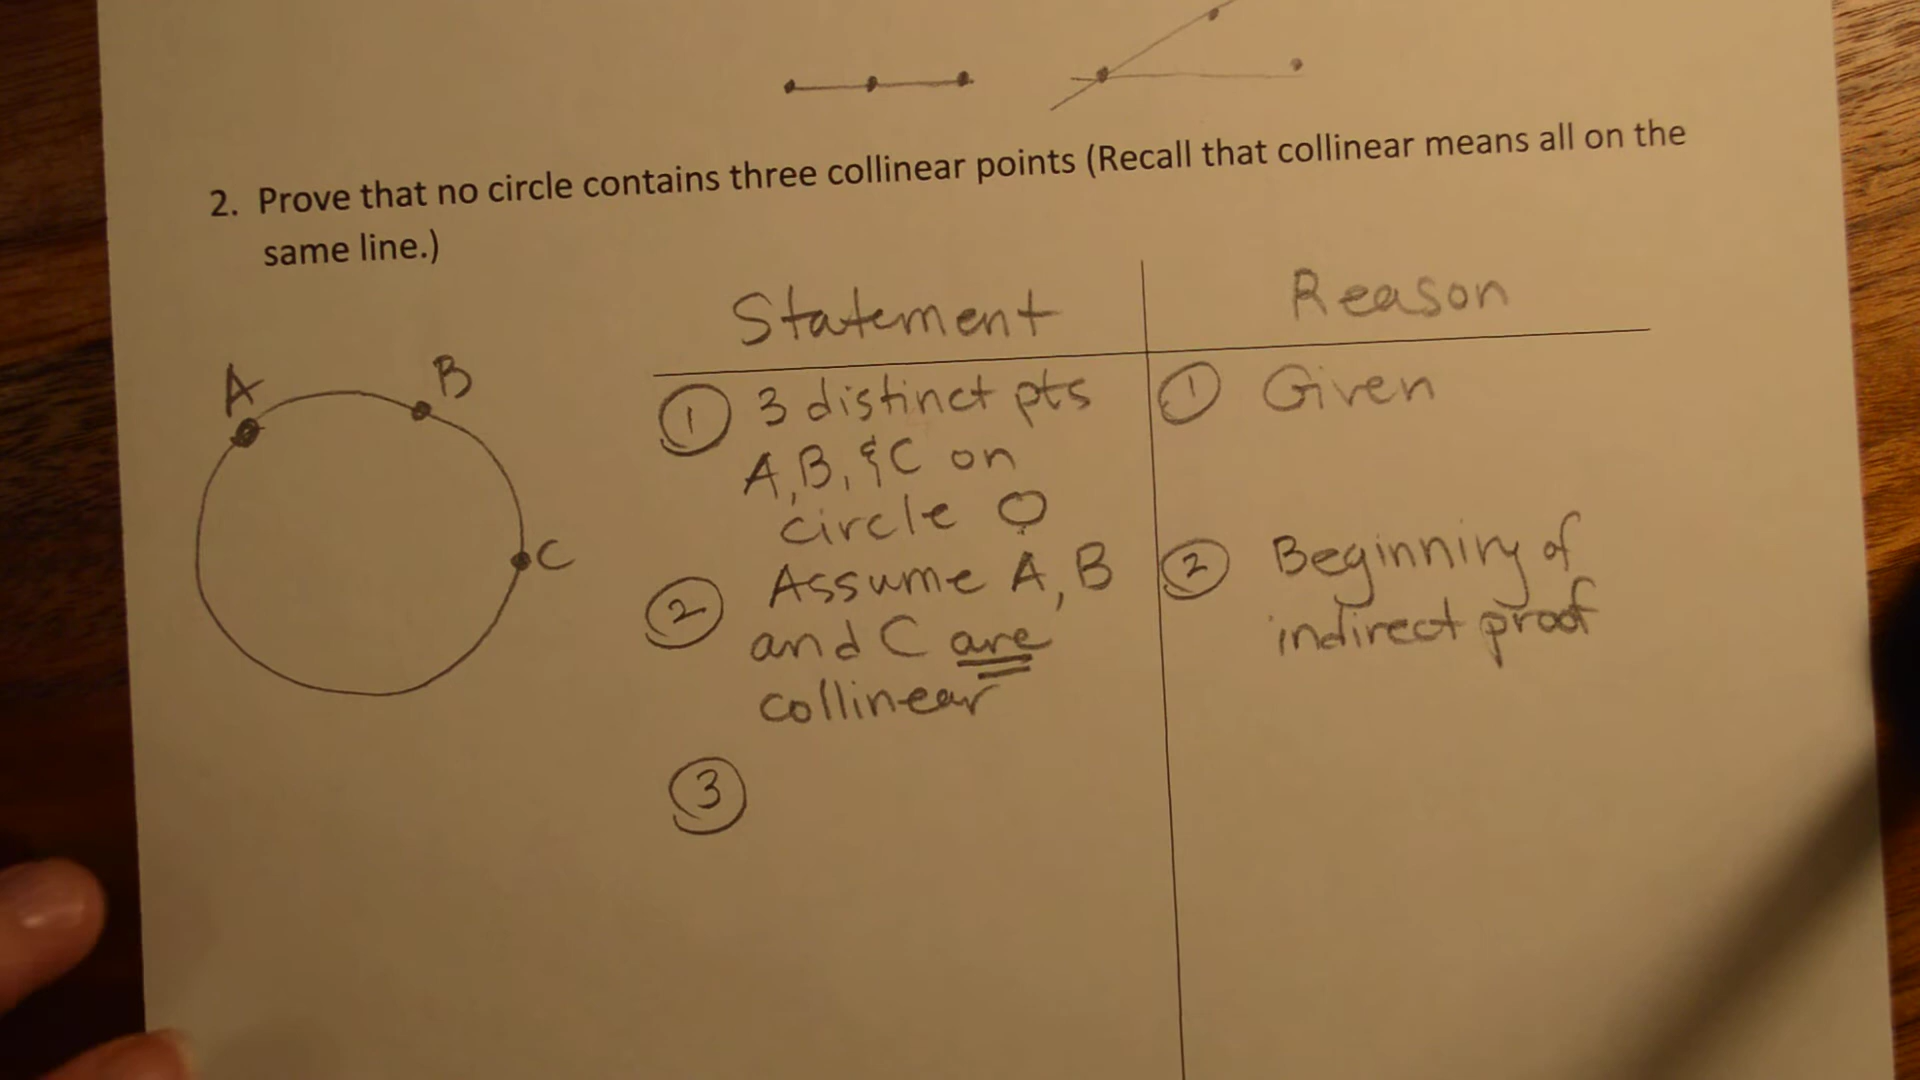 2. Prove that no circle contains three collinear points (Recall that collinear means all on the
same line.)
Statement Reason
A B
C
① 3 distinct pts ① Given
A, B, & C on
circle O
② Assume A, B ② Beginning of
and C are indirect proof
collinear
③